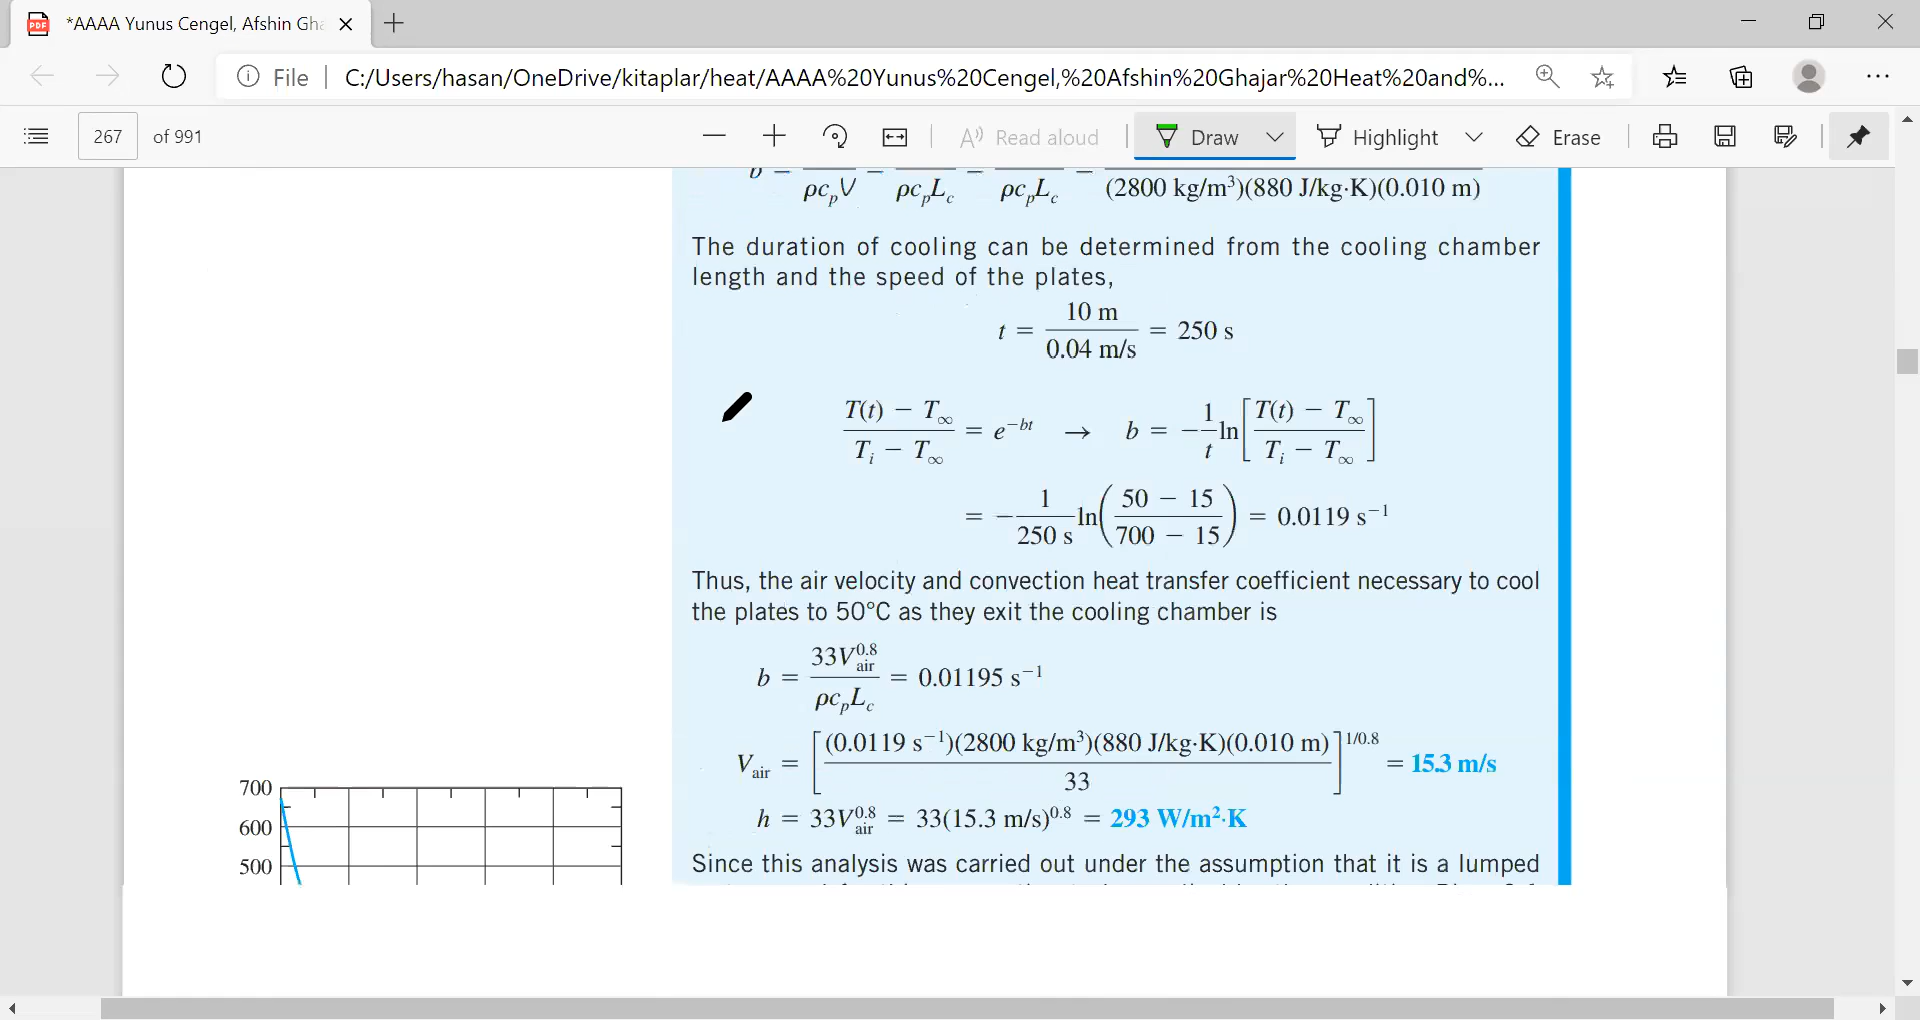 *AAAA Yunus Cengel, Afshin Gha
File
C:/Users/hasan/OneDrive/kitaplar/heat/AAAA%20Yunus%20Cengel,%20Afshin%20Ghajar%20Heat%20and%...
267 of 991
Read aloud
Draw
Highlight
Erase
ρc_pV ρc_pL_c ρc_pL_c (2800 kg/m³)(880 J/kg·K)(0.010 m)
The duration of cooling can be determined from the cooling chamber
length and the speed of the plates,
t = 10 m / 0.04 m/s = 250 s
T(t) − T∞ / T_i − T∞ = e^−bt → b = −1/t ln[T(t) − T∞ / T_i − T∞]
= −1/250 s ln(50 − 15 / 700 − 15) = 0.0119 s⁻¹
Thus, the air velocity and convection heat transfer coefficient necessary to cool
the plates to 50°C as they exit the cooling chamber is
b = 33V_air^0.8 / ρc_pL_c = 0.01195 s⁻¹
V_air = [(0.0119 s⁻¹)(2800 kg/m³)(880 J/kg·K)(0.010 m) / 33]^1/0.8 = 15.3 m/s
h = 33V_air^0.8 = 33(15.3 m/s)^0.8 = 293 W/m²·K
Since this analysis was carried out under the assumption that it is a lumped
700
600
500